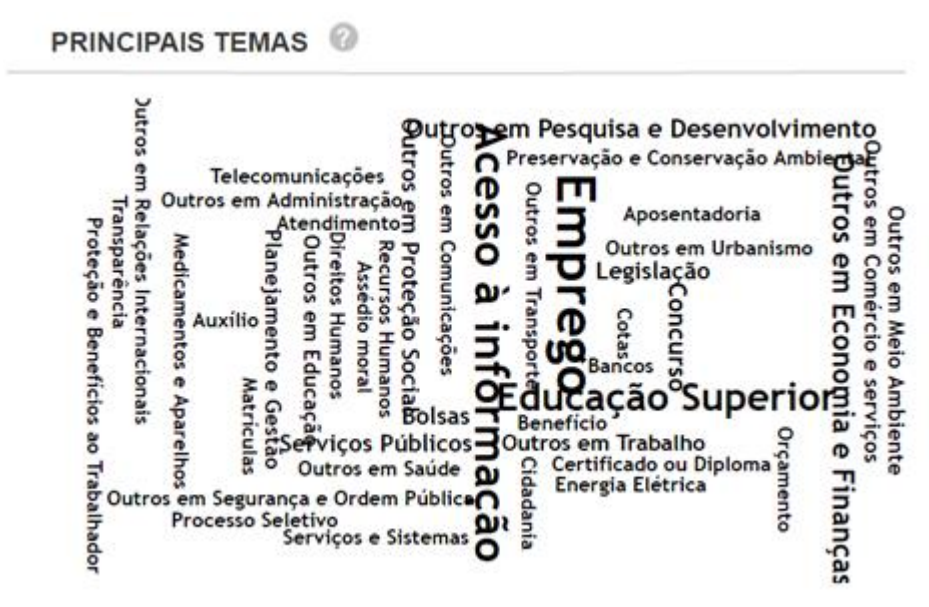 PRINCIPAIS TEMAS ?
Outros em Pesquisa e Desenvolvimento
Preservação e Conservação Ambiental
Telecomunicações
Outros em Administração
Atendimento
Aposentadoria
Outros em Urbanismo
Legislação
Auxílio
Bancos
Educação Superior
Bolsas
Benefício
Serviços Públicos
Outros em Trabalho
Outros em Saúde
Certificado ou Diploma
Energia Elétrica
Outros em Segurança e Ordem Pública
Processo Seletivo
Serviços e Sistemas
Proteção e Benefícios ao Trabalhador
Transparência
Outros em Relações Internacionais
Medicamentos e Aparelhos
Matrículas
Planejamento e Gestão
Outros em Educação
Direitos Humanos
Assédio moral
Recursos Humanos
Outros em Proteção Social
Outros em Comunicações
Acesso à informação
Cidadania
Outros em Transporte
Emprego
Cotas
Concurso
Orçamento
Outros em Economia e Finanças
Outros em Comércio e serviços
Outros em Meio Ambiente